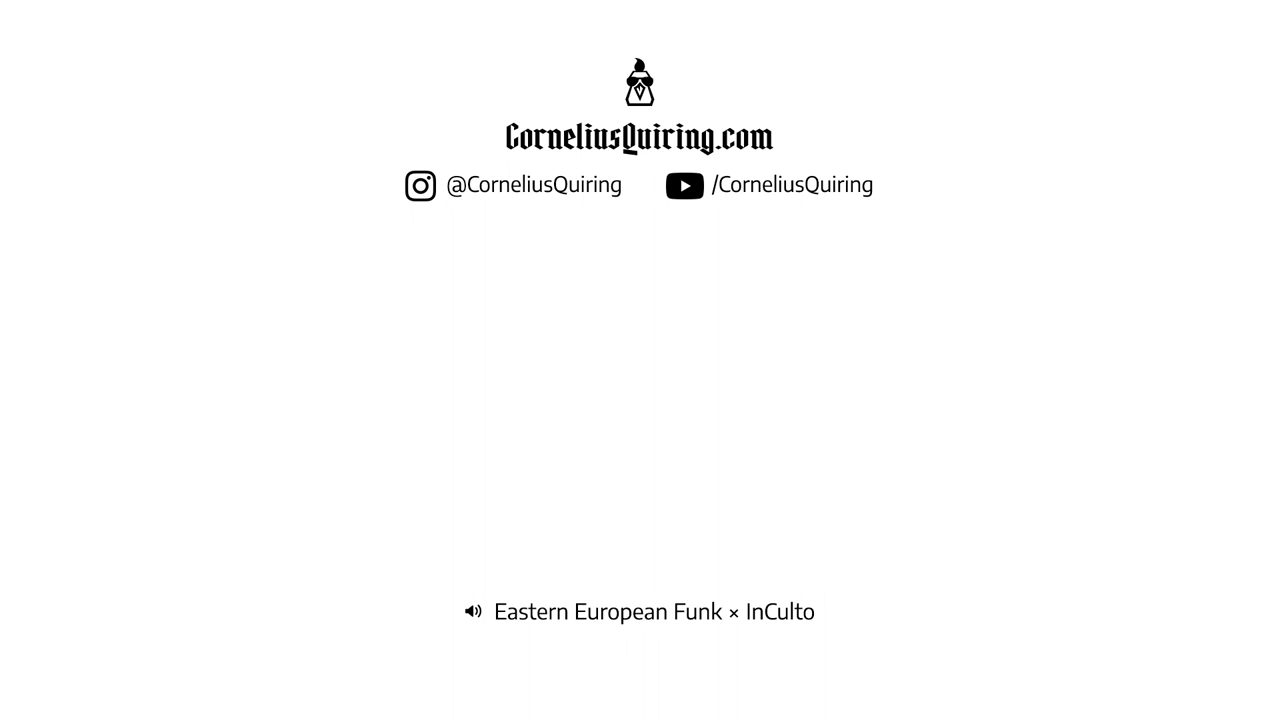 CorneliusQuiring.com
@CorneliusQuiring /CorneliusQuiring
Eastern European Funk × InCulto